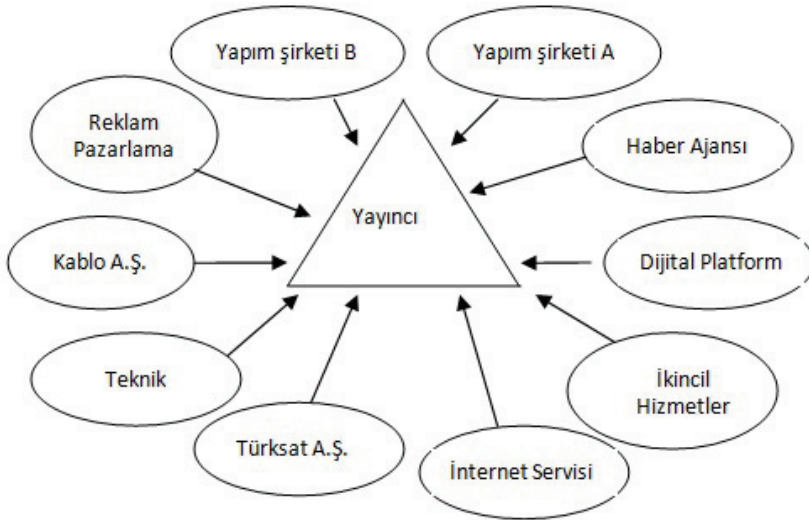 Yapım şirketi B
Yapım şirketi A
Reklam
Pazarlama
Haber Ajansı
Yayıncı
Kablo A.Ş.
Dijital Platform
Teknik
İkincil
Hizmetler
Türksat A.Ş.
İnternet Servisi